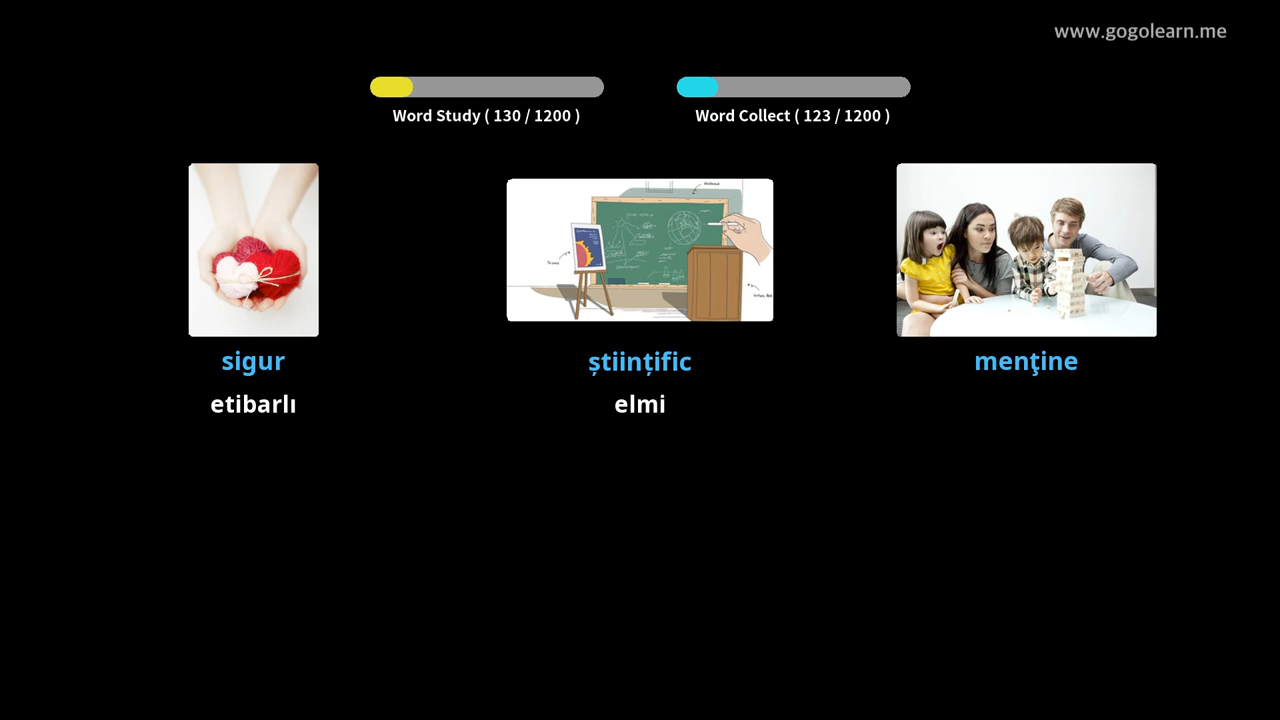 www.gogolearn.me
Word Study ( 130 / 1200 )
Word Collect ( 123 / 1200 )
sigur
științific
menţine
etibarlı
elmi